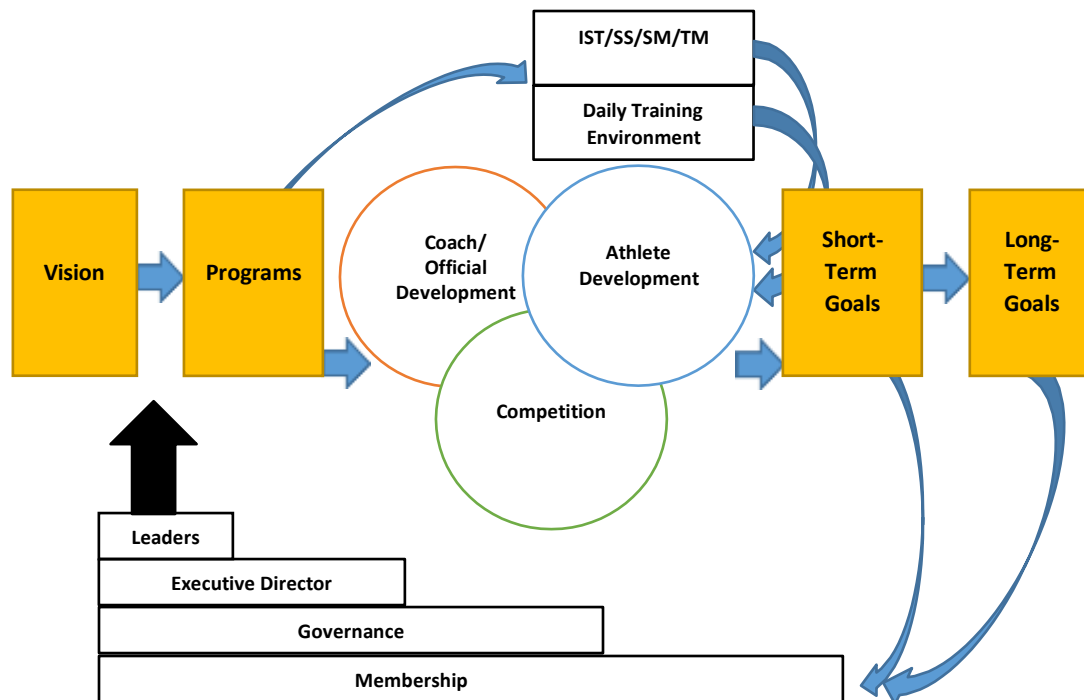 IST/SS/SM/TM
Daily Training
Environment
Vision
Programs
Coach/
Official
Development
Athlete
Development
Short-
Term
Goals
Long-
Term
Goals
Competition
Leaders
Executive Director
Governance
Membership